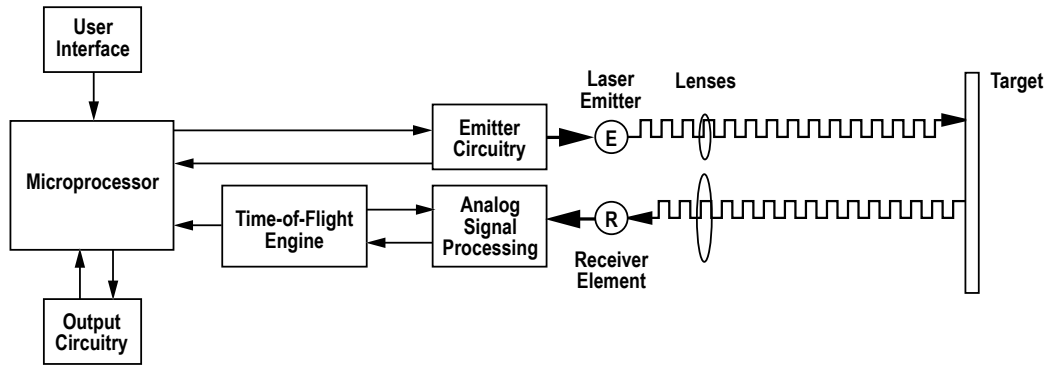 User
Interface
Laser
Emitter
Lenses
Target
Emitter
Circuitry
E
Microprocessor
Time-of-Flight
Engine
Analog
Signal
Processing
R
Receiver
Element
Output
Circuitry